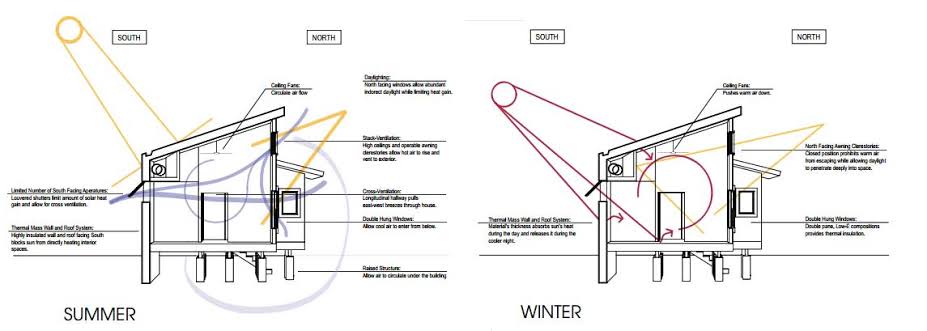 SOUTH
NORTH
Ceiling Fans:
Circulate air flow
Daylighting:
North facing windows allow abundant
indirect daylight while limiting heat gain.
Stack-Ventilation:
High ceilings and operable awning
clerestories allow hot air to rise and
vent to exterior.
Limited Number of South Facing Aperatures:
Louvered shutters limit amount of solar heat
gain and allow for cross ventilation.
Cross-Ventilation:
Longitudinal hallway pulls
east-west breezes through house.
Double Hung Windows:
Allow cool air to enter from below.
Thermal Mass Wall and Roof System:
Highly insulated wall and roof facing South
blocks sun from directly heating interior
spaces.
Raised Structure:
Allow air to circulate under the building
SUMMER
SOUTH
NORTH
Ceiling Fans:
Pushes warm air down.
North Facing Awning Clerestories:
Closed position prohibits warm air
from escaping while allowing daylight
to penetrate deeply into space.
Thermal Mass Wall and Roof System:
Material's thickness absorbs sun's heat
during the day and releases it during the
cooler night.
Double Hung Windows:
Double pane, Low-E compositions
provides thermal insulation.
WINTER